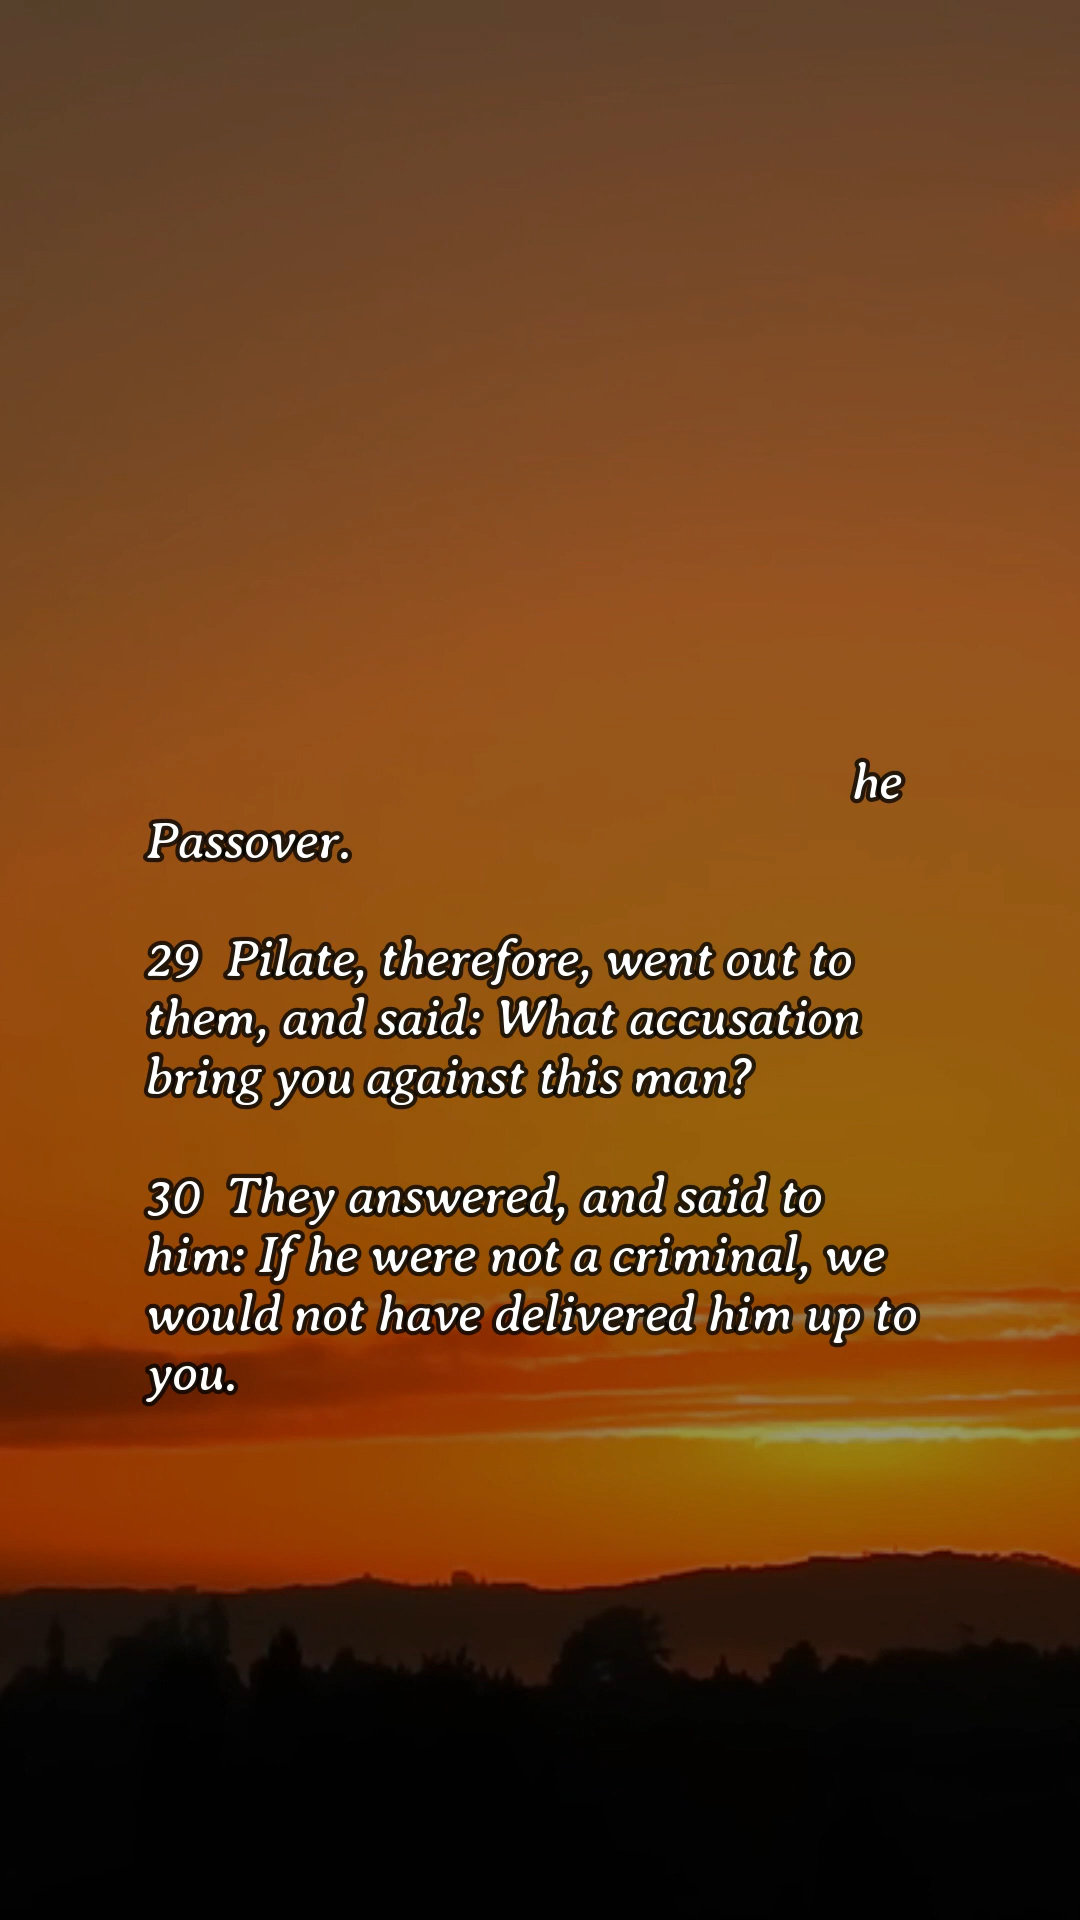 he
Passover.
29 Pilate, therefore, went out to
them, and said: What accusation
bring you against this man?
30 They answered, and said to
him: If he were not a criminal, we
would not have delivered him up to
you.